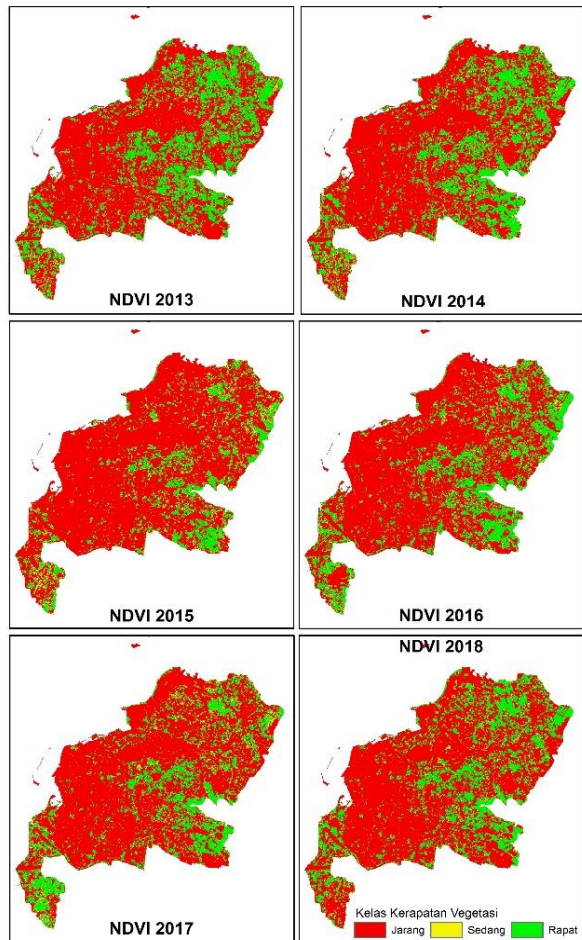 NDVI 2013
NDVI 2014
NDVI 2015
NDVI 2016
NDVI 2017
NDVI 2018
Kelas Kerapatan Vegetasi
Jarang Sedang Rapat